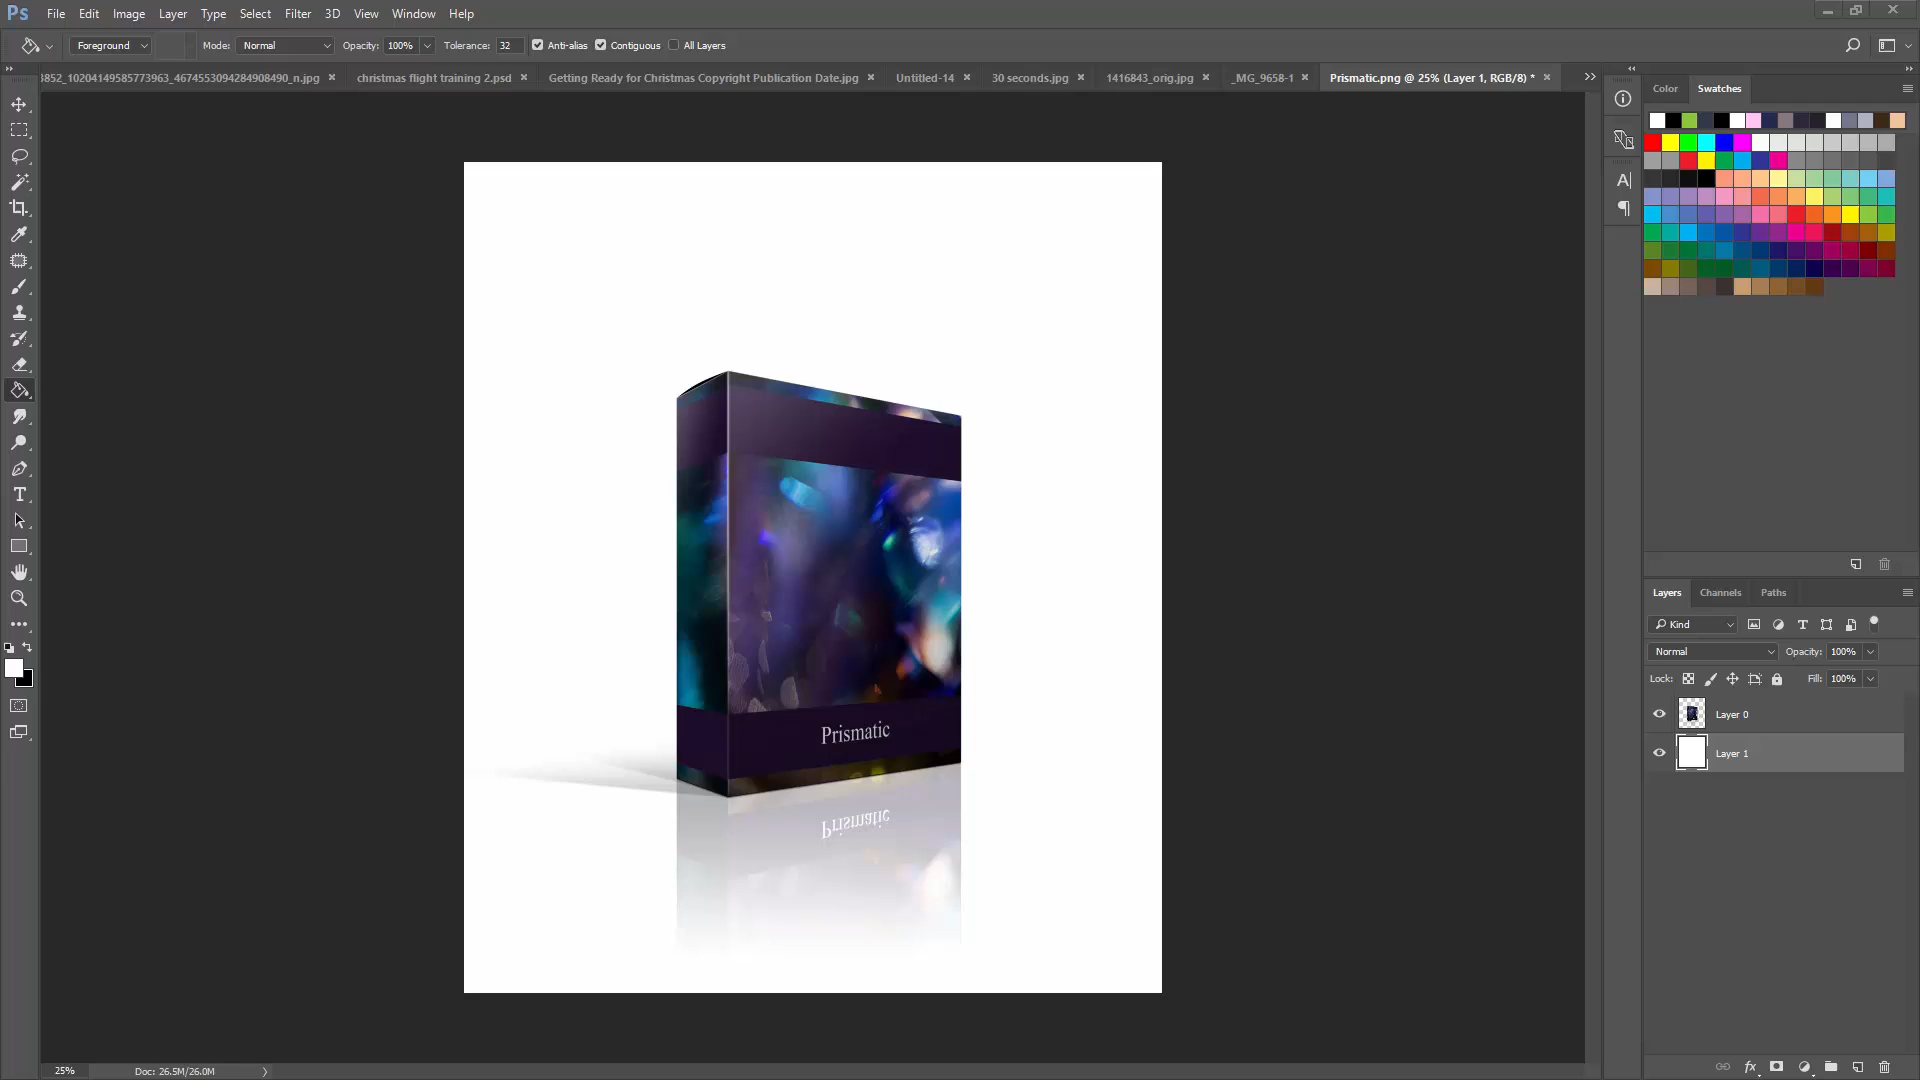 Ps File Edit Image Layer Type Select Filter 3D View Window Help
Foreground Mode: Normal Opacity: 100% Tolerance: 32 Anti-alias Contiguous All Layers
3852_10204149585773963_4674553094284908490_n.jpg × christmas flight training 2.psd × Getting Ready for Christmas Copyright Publication Date.jpg × Untitled-14 × 30 seconds.jpg × 1416843_orig.jpg × _MG_9658-1 × Prismatic.png @ 25% (Layer 1, RGB/8) * ×
Color Swatches
Prismatic
Prismatic
Layers Channels Paths
Kind
Normal Opacity: 100%
Lock: Fill: 100%
Layer 0
Layer 1
fx
25% Doc: 26.5M/26.0M